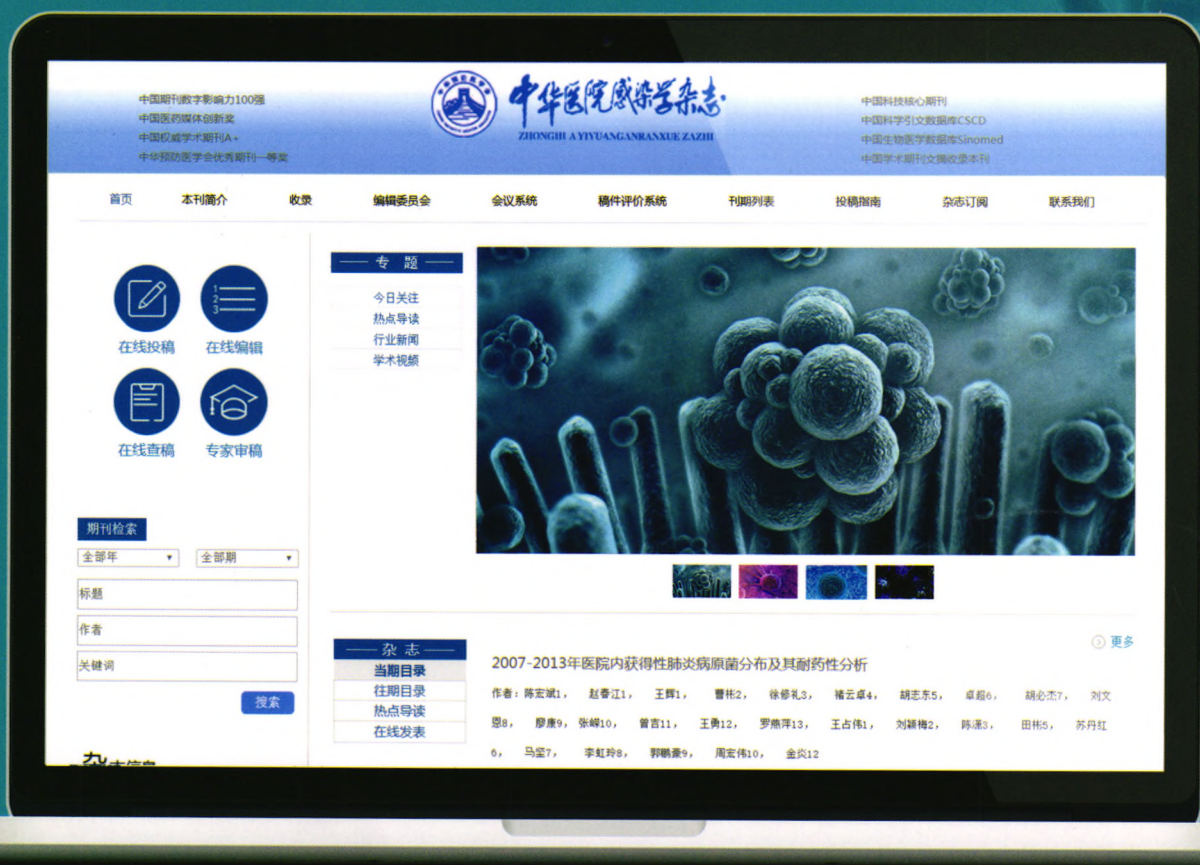 中国期刊数字影响力100强
中国医药媒体创新奖
中国权威学术期刊A+
中华预防医学会优秀期刊一等奖
中华医院感染学杂志
ZHONGHUA YIYUANGANRANXUE ZAZHI
中国科技核心期刊
中国科学引文数据库CSCD
中国生物医学数据库Sinomed
中国学术期刊文摘收录本刊
首页 本刊简介 收录 编辑委员会 会议系统 稿件评价系统 刊期列表 投稿指南 杂志订阅 联系我们
1
2
3
在线投稿 在线编辑
在线查稿 专家审稿
期刊检索
全部年 全部期
标题
作者
关键词
搜索
专 题
今日关注
热点导读
行业新闻
学术视频
更多
杂 志
当期目录
往期目录
热点导读
在线发表
2007-2013年医院内获得性肺炎病原菌分布及其耐药性分析
作者：陈宏斌1， 赵春江1， 王辉1， 曹彬2， 徐修礼3， 褚云卓4， 胡志东5， 卓超6， 胡必杰7， 刘文
恩8， 廖康9， 张嵘10， 曾吉11， 王勇12， 罗燕萍13， 王占伟1， 刘颖梅2， 陈潇3， 田彬5， 苏丹虹
6， 马坚7， 李虹玲8， 郭鹏豪9， 周宏伟10， 金炎12